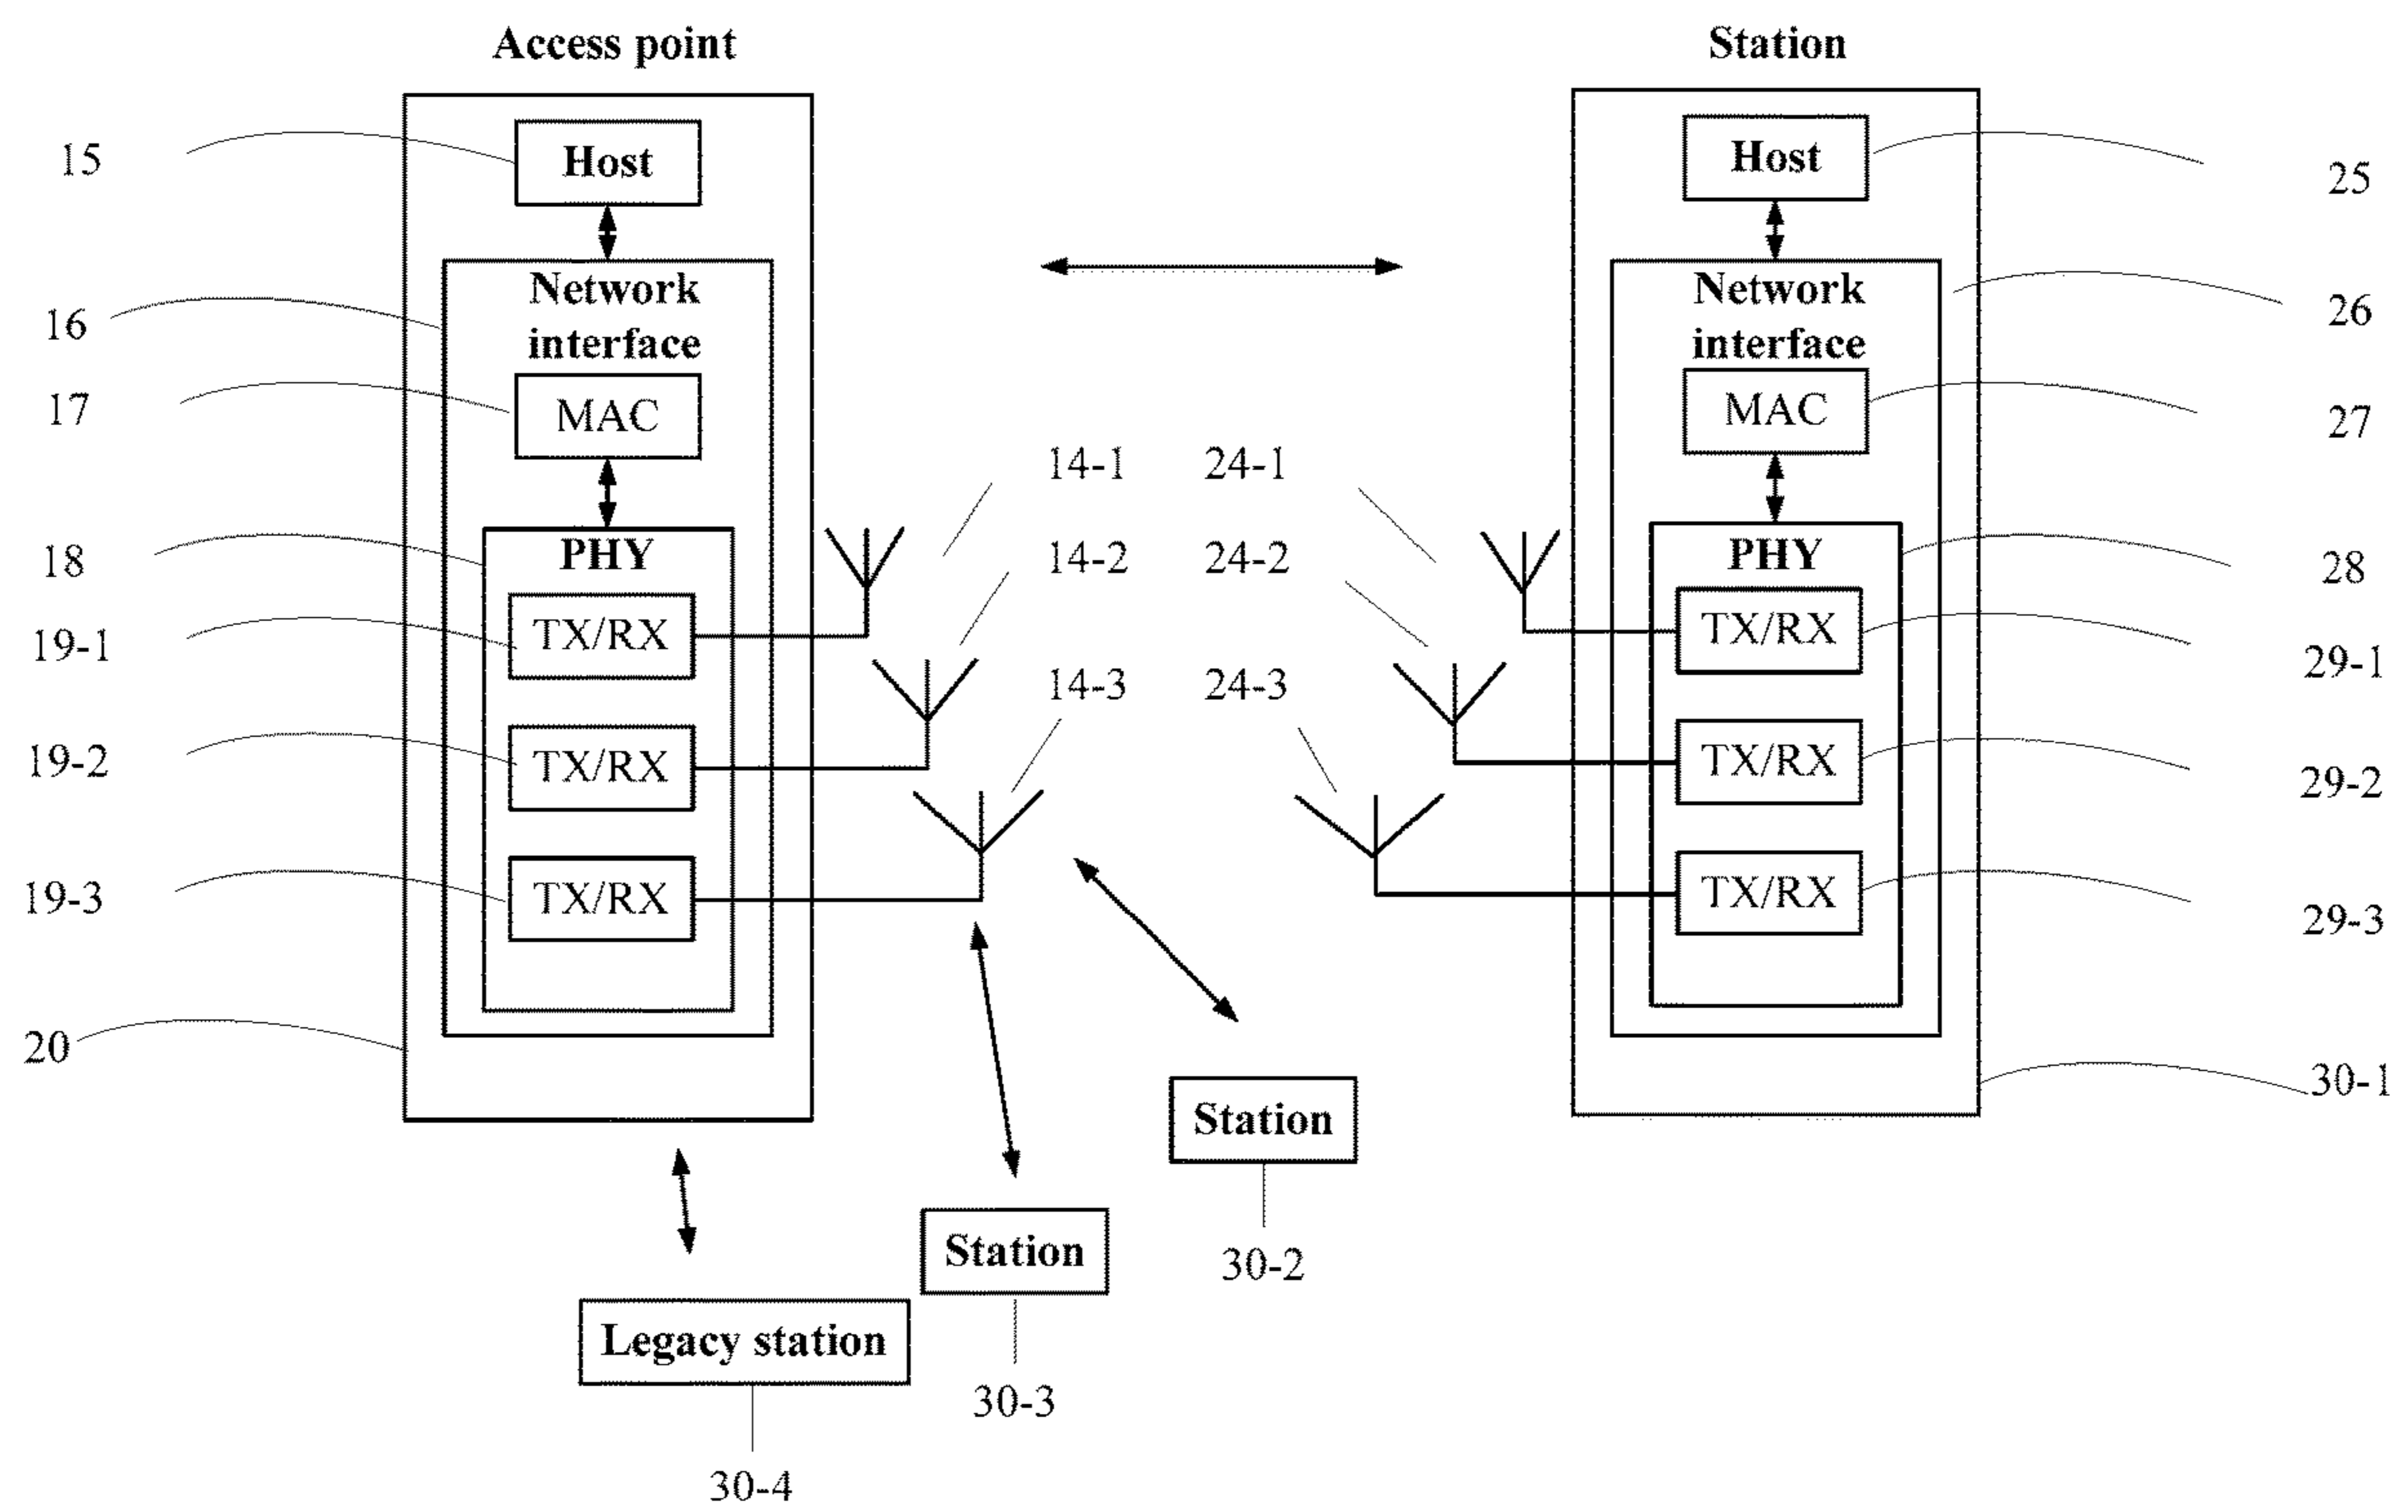 Access point
Station
15
Host
Host
25
16
Network
interface
Network
interface
26
17
MAC
MAC
27
14-1
24-1
18
PHY
14-2
24-2
PHY
28
19-1
TX/RX
TX/RX
29-1
14-3
24-3
19-2
TX/RX
TX/RX
29-2
19-3
TX/RX
TX/RX
29-3
20
30-1
Station
30-2
Station
30-3
Legacy station
30-4